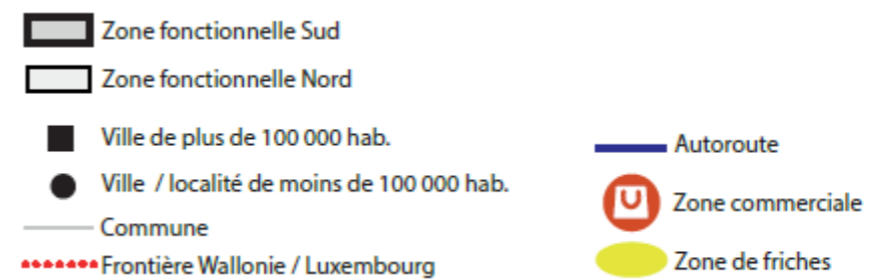 Zone fonctionnelle Sud
Zone fonctionnelle Nord
Ville de plus de 100 000 hab.
Ville / localité de moins de 100 000 hab.
Commune
Frontière Wallonie / Luxembourg
Autoroute
Zone commerciale
Zone de friches